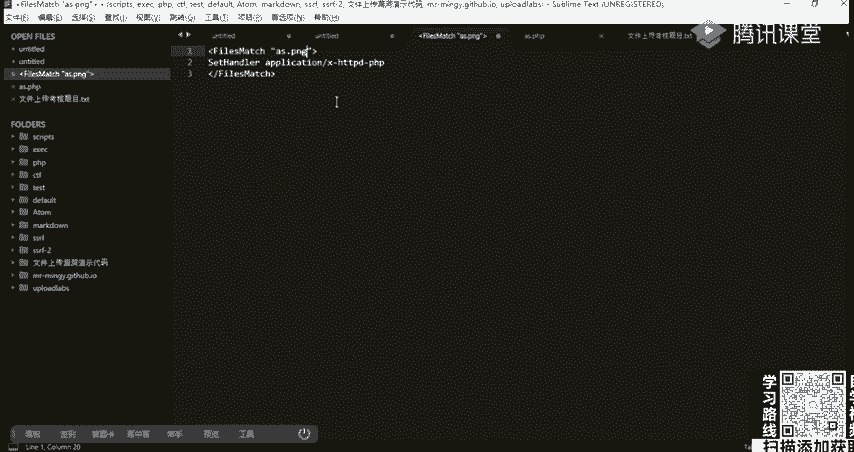 <FilesMatch "as.png"> • (scripts, exec, php, ctf, test, default, Atom, markdown, ssrf, ssrf-2, 文件上传漏洞演示代码, mr-mingy.github.io, uploadlabs) - Sublime Text (UNREGISTERED)
文件(F) 编辑(E) 选择(S) 查找(I) 视图(V) 工具(T) 项目(P) 帮助(H)
OPEN FILES
untitled
untitled
<FilesMatch "as.png">
as.php
文件上传考核题目.txt
FOLDERS
scripts
exec
php
ctf
test
default
Atom
markdown
ssrf
ssrf-2
文件上传漏洞演示代码
mr-mingy.github.io
uploadlabs
untitled
untitled
<FilesMatch "as.png">
as.php
文件上传考核题目.txt
腾讯课堂
1 <FilesMatch "as.png">
2 SetHandler application/x-httpd-php
3 </FilesMatch>
预览
工具
Line 1, Column 20
学习路线
扫描添加获取